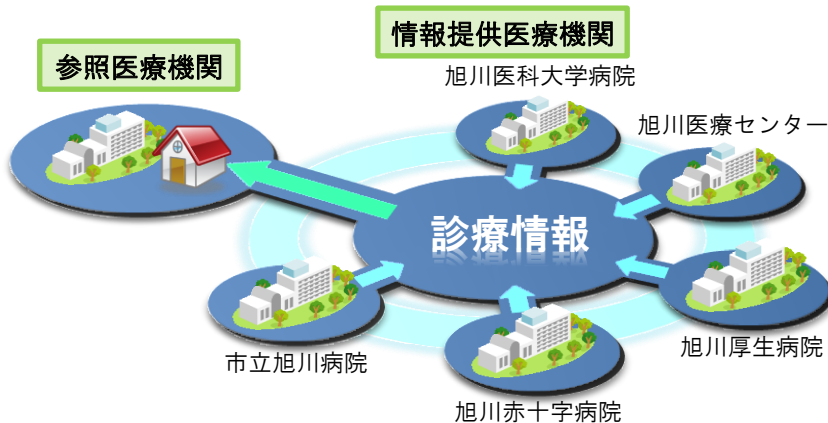 情報提供医療機関
参照医療機関
旭川医科大学病院
旭川医療センター
診療情報
旭川厚生病院
市立旭川病院
旭川赤十字病院